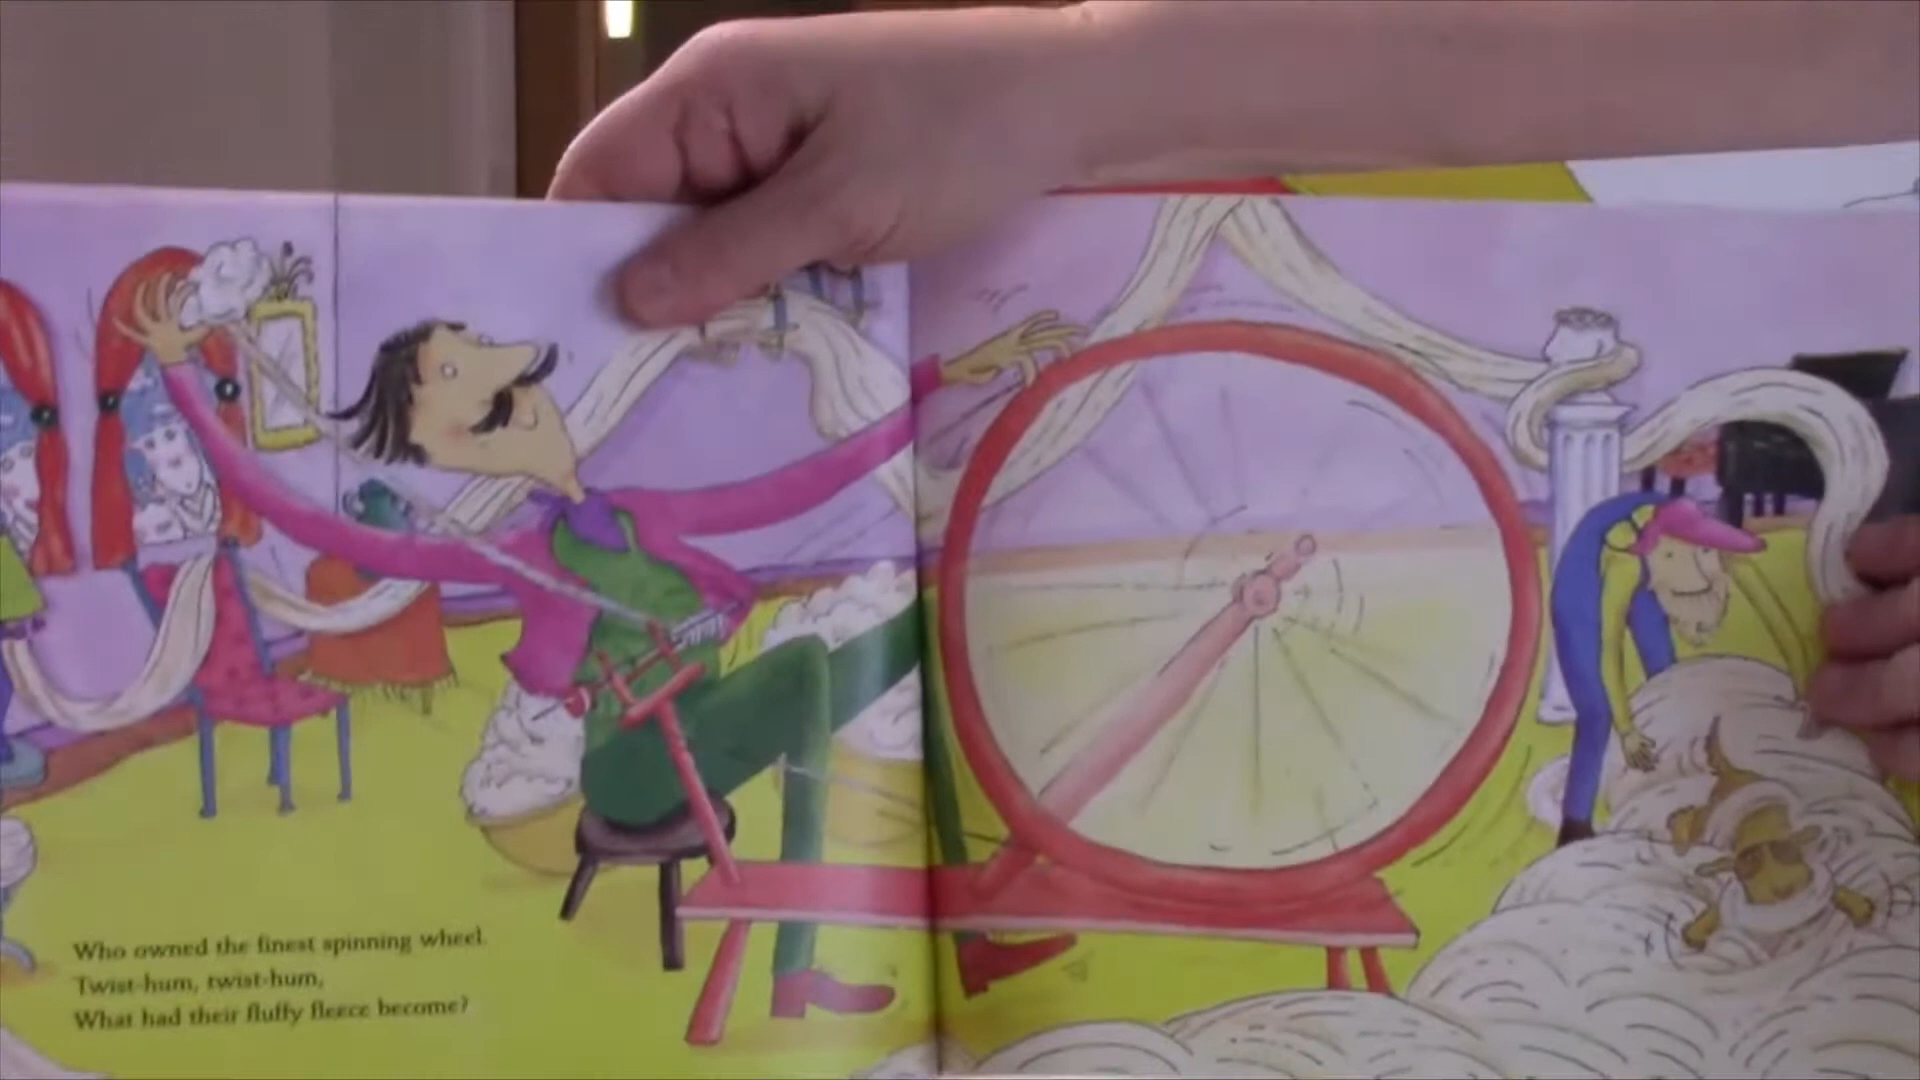 Who owned the finest spinning wheel.
Twist-hum, twist-hum,
What had their fluffy fleece become?